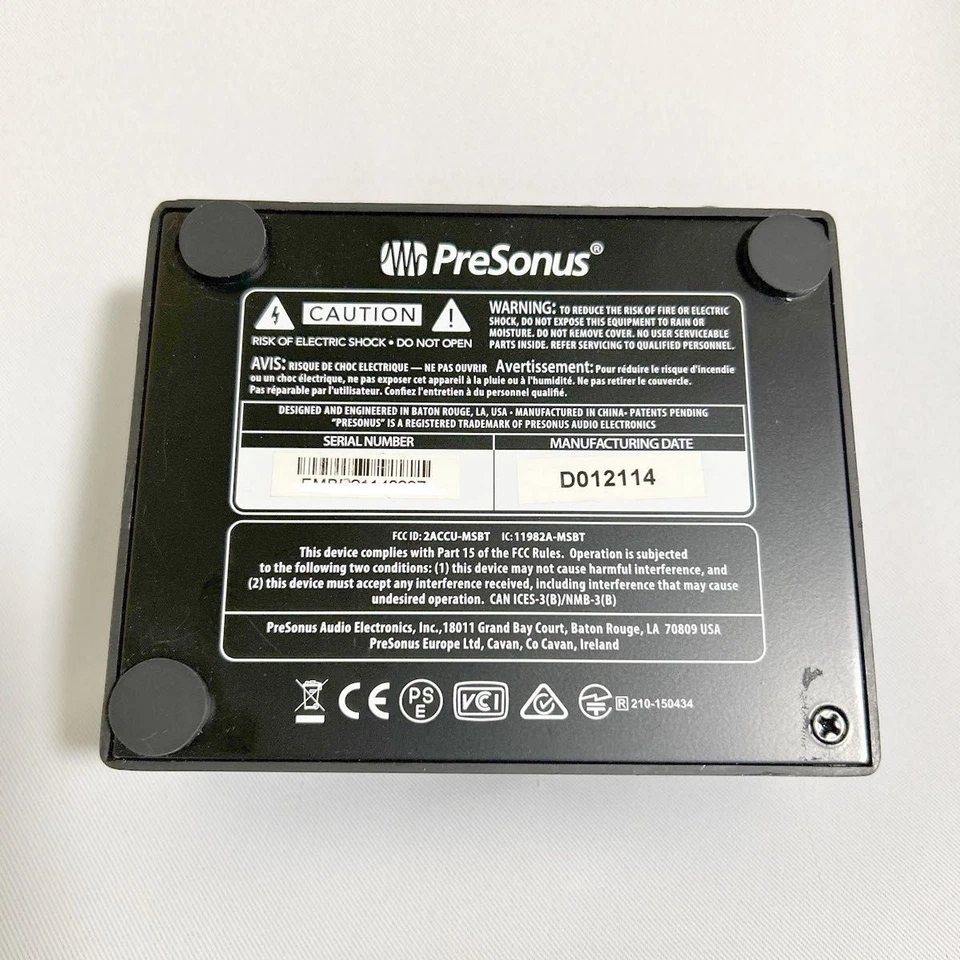 PreSonus®
CAUTION
RISK OF ELECTRIC SHOCK • DO NOT OPEN
WARNING: TO REDUCE THE RISK OF FIRE OR ELECTRIC
SHOCK, DO NOT EXPOSE THIS EQUIPMENT TO RAIN OR
MOISTURE. DO NOT REMOVE COVER. NO USER SERVICEABLE
PARTS INSIDE. REFER SERVICING TO QUALIFIED PERSONNEL.
AVIS: RISQUE DE CHOC ELECTRIQUE — NE PAS OUVRIR Avertissement: Pour réduire le risque d'incendie
ou un choc électrique, ne pas exposer cet appareil à la pluie ou à l'humidité. Ne pas retirer le couvercle.
Pas réparable par l'utilisateur. Confiez l'entretien à du personnel qualifié.
DESIGNED AND ENGINEERED IN BATON ROUGE, LA, USA • MANUFACTURED IN CHINA• PATENTS PENDING
"PRESONUS" IS A REGISTERED TRADEMARK OF PRESONUS AUDIO ELECTRONICS
SERIAL NUMBER
MANUFACTURING DATE
D012114
FCC ID: 2ACCU-MSBT IC: 11982A-MSBT
This device complies with Part 15 of the FCC Rules. Operation is subjected
to the following two conditions: (1) this device may not cause harmful interference, and
(2) this device must accept any interference received, including interference that may cause
undesired operation. CAN ICES-3(B)/NMB-3(B)
PreSonus Audio Electronics, Inc.,18011 Grand Bay Court, Baton Rouge, LA 70809 USA
PreSonus Europe Ltd, Cavan, Co Cavan, Ireland
CE PSE VCI R 210-150434